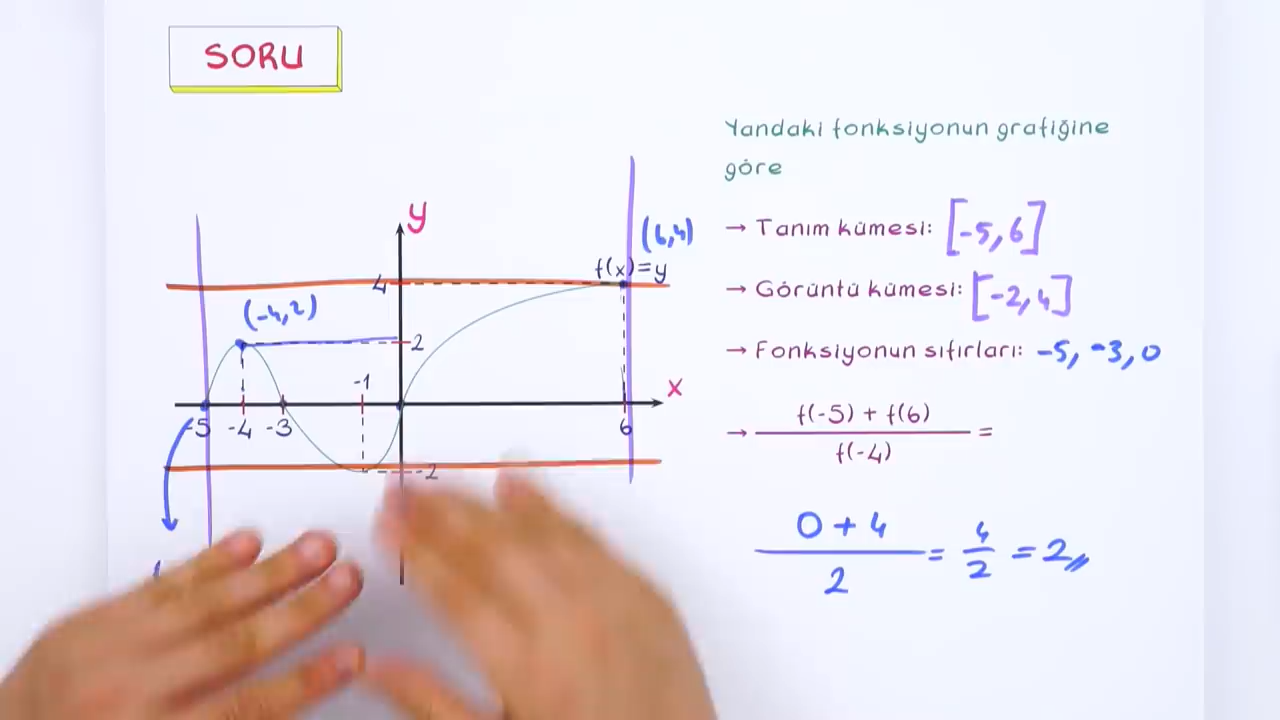 SORU
Yandaki fonksiyonun grafiğine
göre
→ Tanım kümesi: [-5, 6]
→ Görüntü kümesi: [-2, 4]
→ Fonksiyonun sıfırları: -5, -3, 0
→ f(-5) + f(6)
f(-4)
=
0 + 4
2
= 4/2 = 2
y
(6,4)
f(x)=y
4
(-4,2)
2
-1
x
-5 -4 -3
6
-2